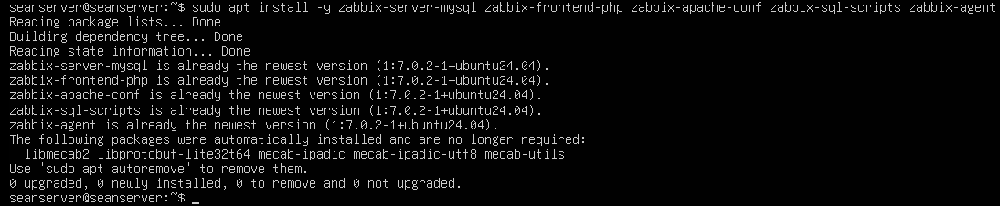 seanserver@seanserver:~$ sudo apt install -y zabbix-server-mysql zabbix-frontend-php zabbix-apache-conf zabbix-sql-scripts zabbix-agent
Reading package lists... Done
Building dependency tree... Done
Reading state information... Done
zabbix-server-mysql is already the newest version (1:7.0.2-1+ubuntu24.04).
zabbix-frontend-php is already the newest version (1:7.0.2-1+ubuntu24.04).
zabbix-apache-conf is already the newest version (1:7.0.2-1+ubuntu24.04).
zabbix-sql-scripts is already the newest version (1:7.0.2-1+ubuntu24.04).
zabbix-agent is already the newest version (1:7.0.2-1+ubuntu24.04).
The following packages were automatically installed and are no longer required:
  libmecab2 libprotobuf-lite32t64 mecab-ipadic mecab-ipadic-utf8 mecab-utils
Use 'sudo apt autoremove' to remove them.
0 upgraded, 0 newly installed, 0 to remove and 0 not upgraded.
seanserver@seanserver:~$ _